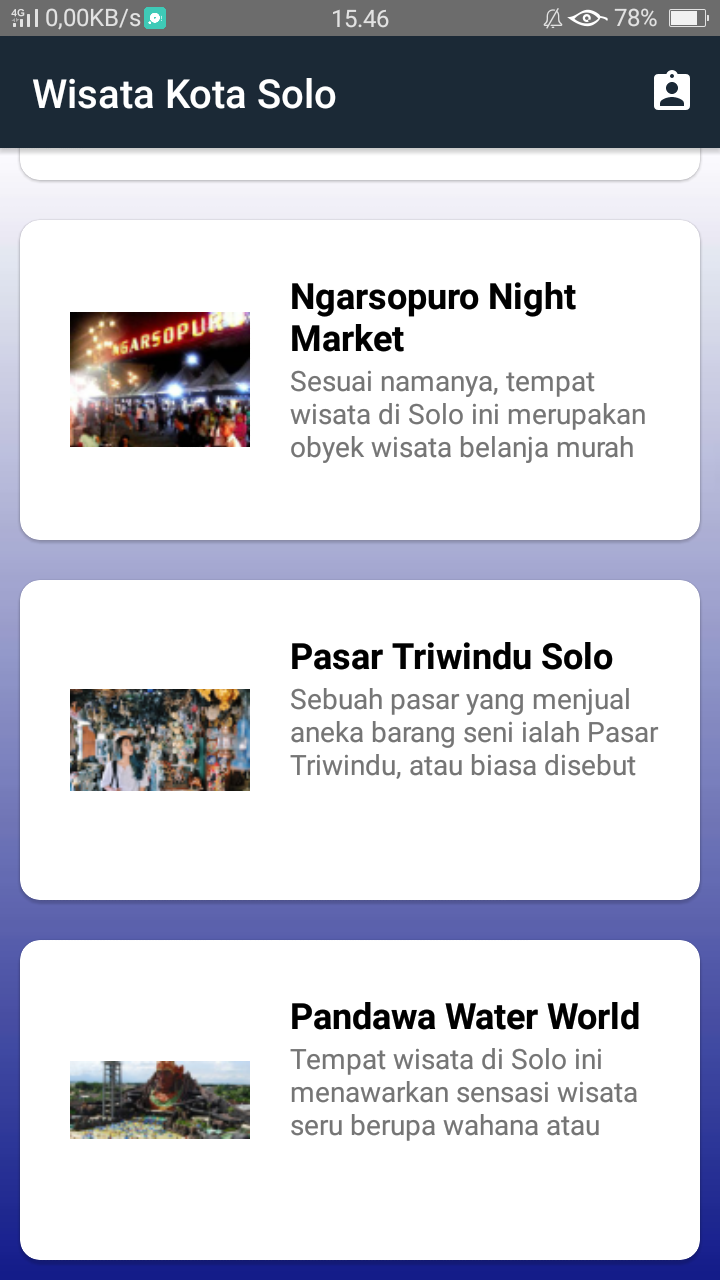 4G 0,00KB/s 15.46 78%
Wisata Kota Solo
Ngarsopuro Night
Market
NGARSOPURO
Sesuai namanya, tempat
wisata di Solo ini merupakan
obyek wisata belanja murah
Pasar Triwindu Solo
Sebuah pasar yang menjual
aneka barang seni ialah Pasar
Triwindu, atau biasa disebut
Pandawa Water World
Tempat wisata di Solo ini
menawarkan sensasi wisata
seru berupa wahana atau